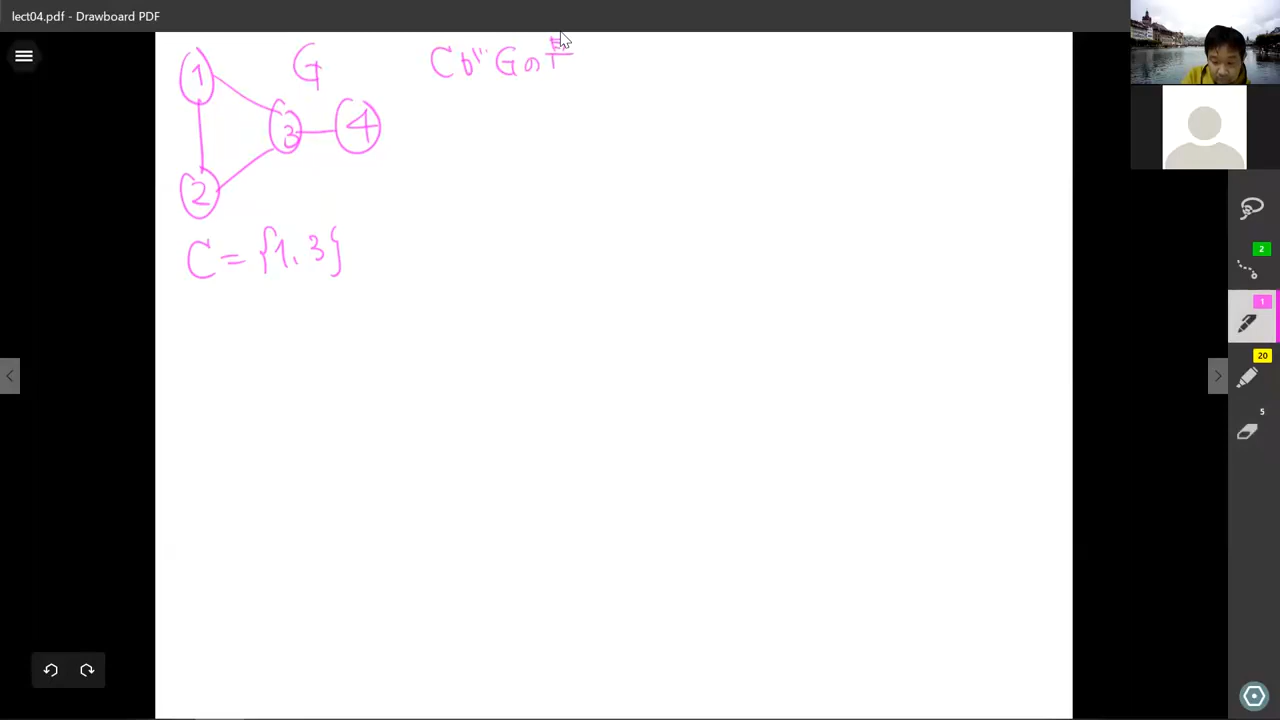 lect04.pdf - Drawboard PDF
1 G
3 4
2
C = {1, 3}
CがGの
2
1
20
5